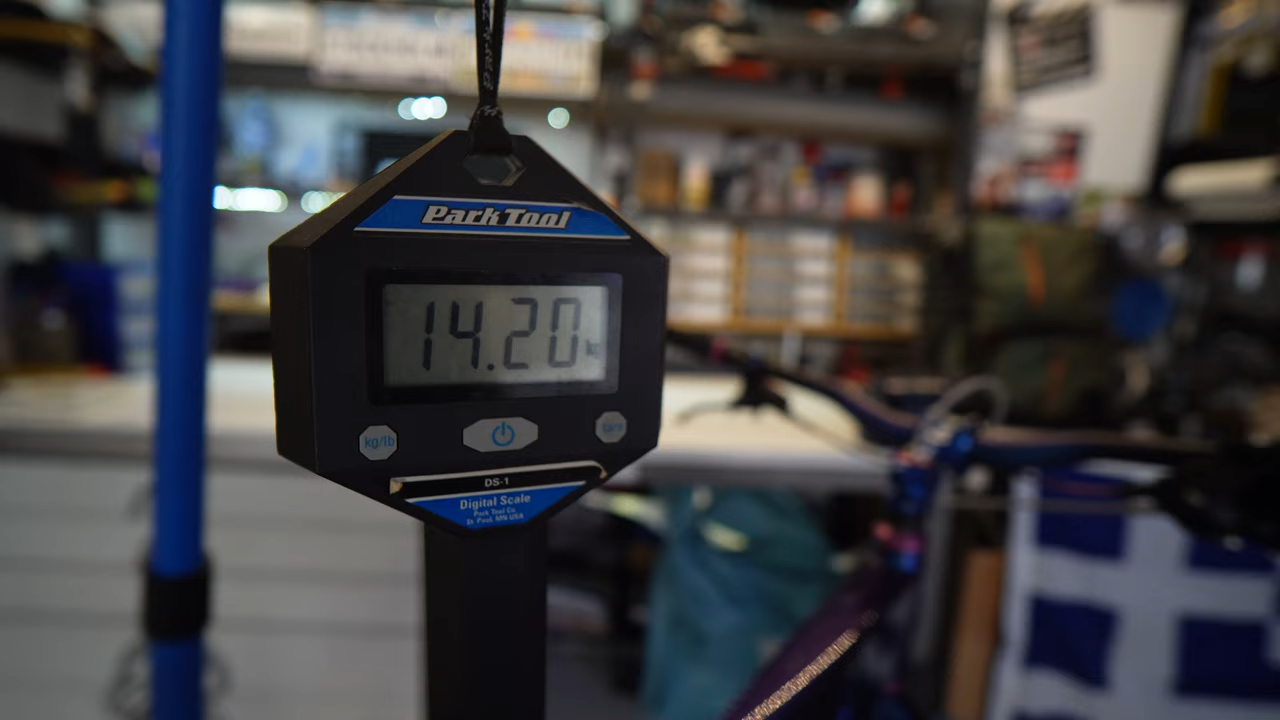 Park Tool
14.20 kg
kg/lb
tare
DS-1
Digital Scale
Park Tool Co.
St. Paul, MN USA